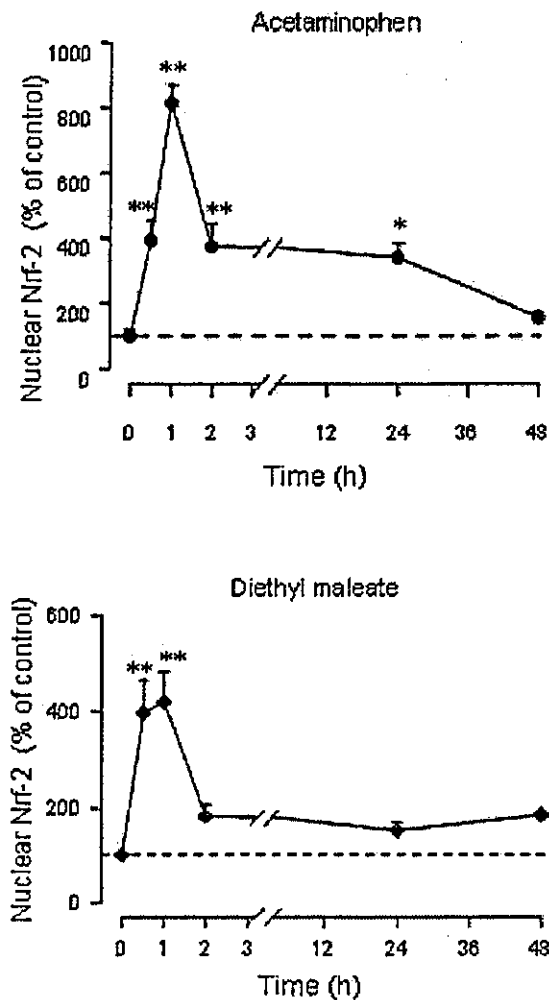 Acetaminophen
Nuclear Nrf-2 (% of control)
1000
800
600
400
200
0
**
**
**
*
0 1 2 3 12 24 36 48
Time (h)
Diethyl maleate
Nuclear Nrf-2 (% of control)
600
400
200
0
**
**
0 1 2 3 12 24 36 48
Time (h)